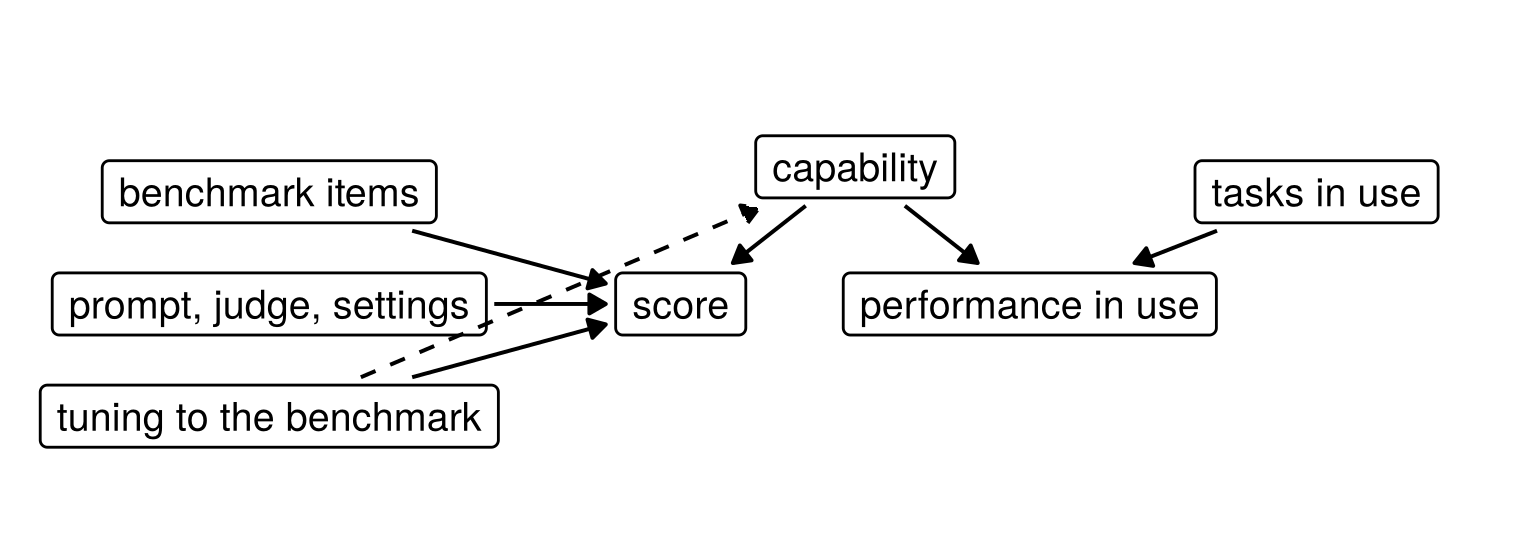 capability
benchmark items
tasks in use
prompt, judge, settings
score
performance in use
tuning to the benchmark